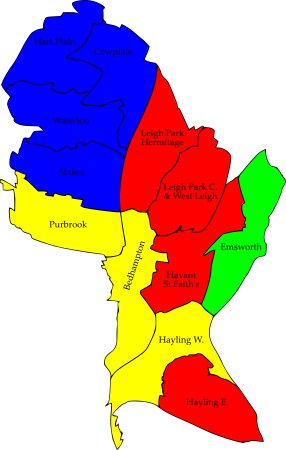 Hart Plain
Cowplain
Waterloo
Leigh Park
Hermitage
Stakes
Leigh Park C.
& West Leigh
Purbrook
Emsworth
Bedhampton
Havant
St Faith's
Hayling W.
Hayling E.